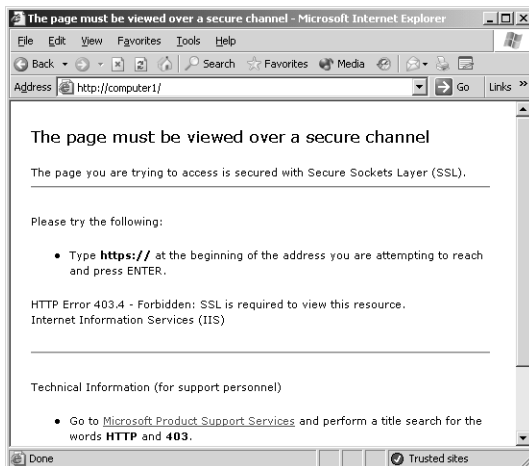 The page must be viewed over a secure channel - Microsoft Internet Explorer
File Edit View Favorites Tools Help
Back Search Favorites Media
Address http://computer1/ Go Links »
The page must be viewed over a secure channel
The page you are trying to access is secured with Secure Sockets Layer (SSL).
Please try the following:
• Type https:// at the beginning of the address you are attempting to reach
and press ENTER.
HTTP Error 403.4 - Forbidden: SSL is required to view this resource.
Internet Information Services (IIS)
Technical Information (for support personnel)
• Go to Microsoft Product Support Services and perform a title search for the
words HTTP and 403.
Done Trusted sites